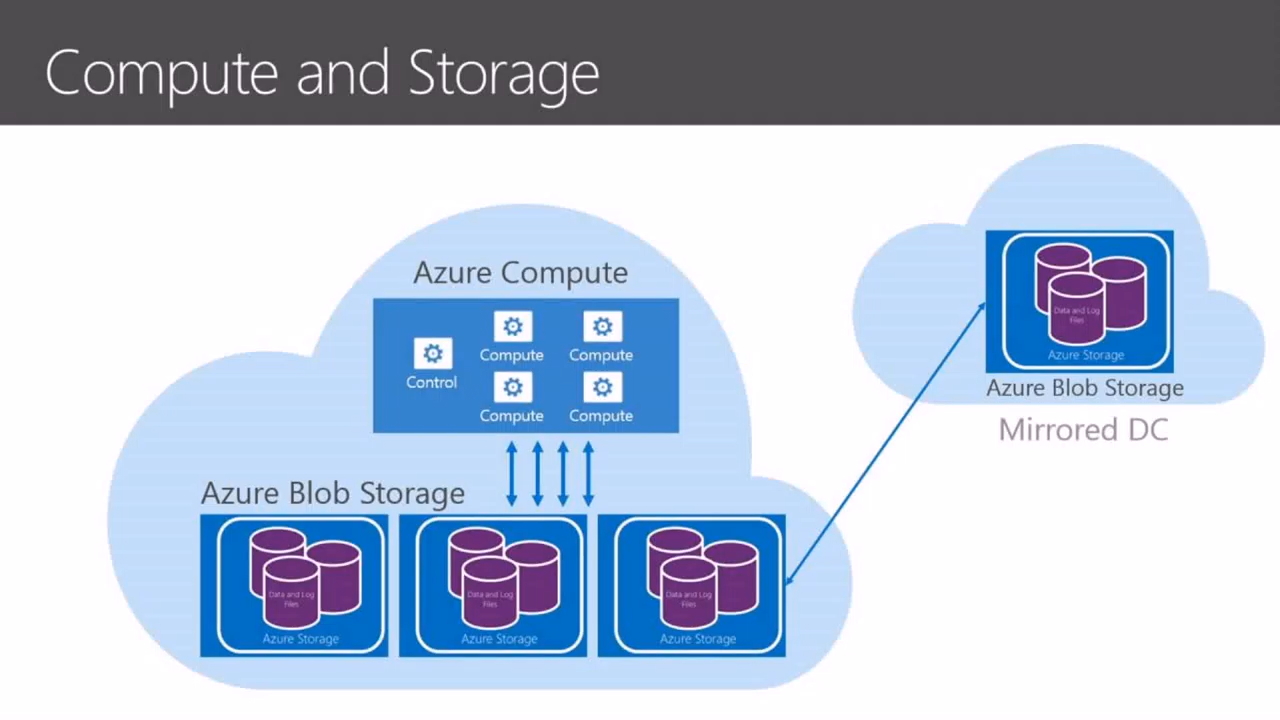 Compute and Storage
Azure Compute
Control
Compute
Compute
Compute
Compute
Azure Blob Storage
Data and Log
Files
Azure Storage
Data and Log
Files
Azure Storage
Data and Log
Files
Azure Storage
Data and Log
Files
Azure Storage
Azure Blob Storage
Mirrored DC